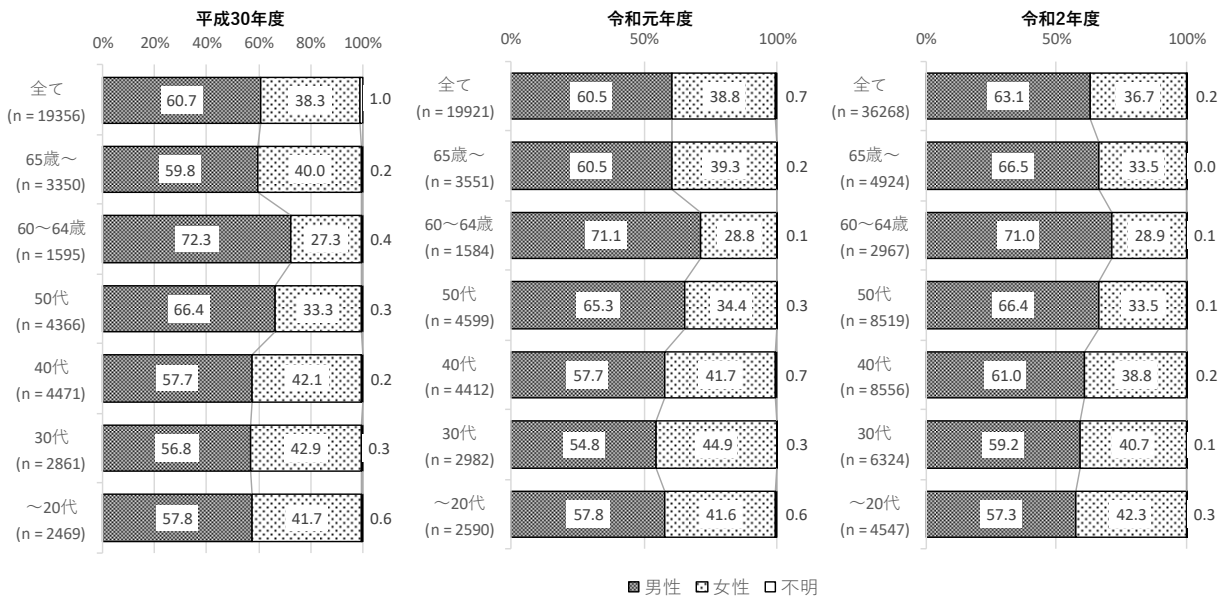 平成30年度
0% 20% 40% 60% 80% 100%
全て
(n = 19356)
60.7 38.3 1.0
65歳～
(n = 3350)
59.8 40.0 0.2
60～64歳
(n = 1595)
72.3 27.3 0.4
50代
(n = 4366)
66.4 33.3 0.3
40代
(n = 4471)
57.7 42.1 0.2
30代
(n = 2861)
56.8 42.9 0.3
～20代
(n = 2469)
57.8 41.7 0.6
令和元年度
0% 50% 100%
全て
(n = 19921)
60.5 38.8 0.7
65歳～
(n = 3551)
60.5 39.3 0.2
60～64歳
(n = 1584)
71.1 28.8 0.1
50代
(n = 4599)
65.3 34.4 0.3
40代
(n = 4412)
57.7 41.7 0.7
30代
(n = 2982)
54.8 44.9 0.3
～20代
(n = 2590)
57.8 41.6 0.6
令和2年度
0% 50% 100%
全て
(n = 36268)
63.1 36.7 0.2
65歳～
(n = 4924)
66.5 33.5 0.0
60～64歳
(n = 2967)
71.0 28.9 0.1
50代
(n = 8519)
66.4 33.5 0.1
40代
(n = 8556)
61.0 38.8 0.2
30代
(n = 6324)
59.2 40.7 0.1
～20代
(n = 4547)
57.3 42.3 0.3
男性 女性 不明